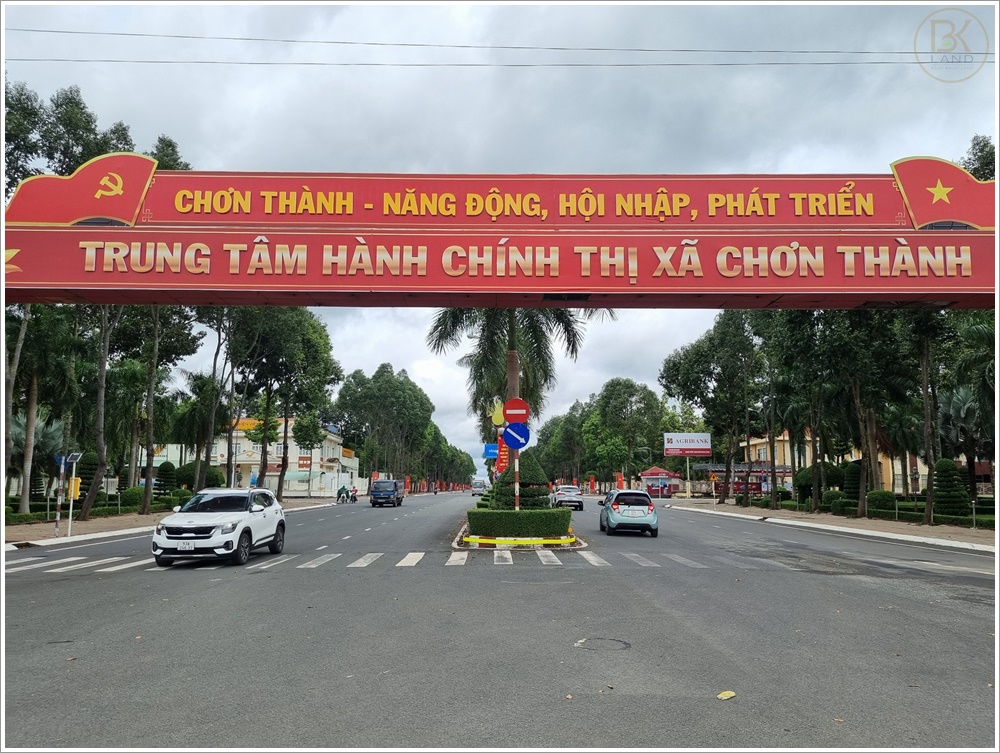 BK
LAND
CHƠN THÀNH - NĂNG ĐỘNG, HỘI NHẬP, PHÁT TRIỂN
TRUNG TÂM HÀNH CHÍNH THỊ XÃ CHƠN THÀNH
AGRIBANK